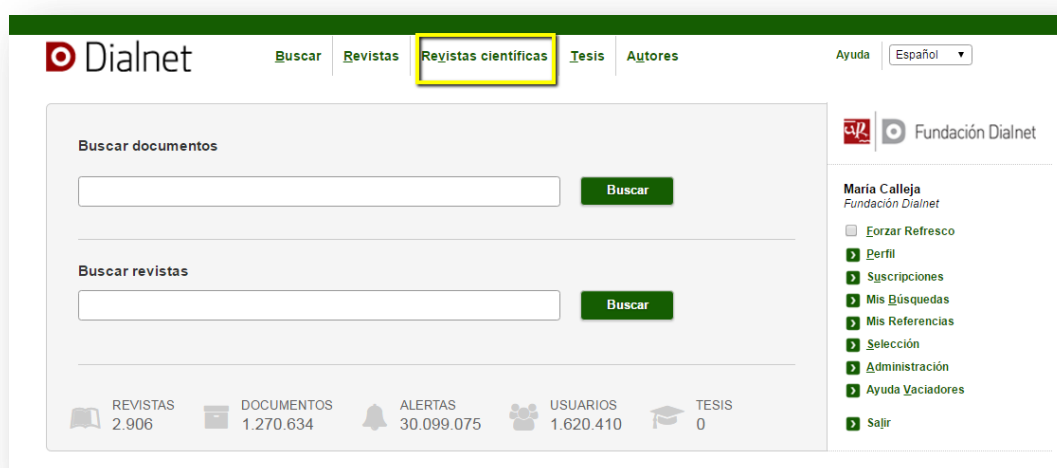 Dialnet
Buscar Revistas Revistas científicas Tesis Autores
Ayuda Español
Buscar documentos
Buscar
Buscar revistas
Buscar
REVISTAS
2.906
DOCUMENTOS
1.270.634
ALERTAS
30.099.075
USUARIOS
1.620.410
TESIS
0
Fundación Dialnet
María Calleja
Fundación Dialnet
Forzar Refresco
Perfil
Suscripciones
Mis Búsquedas
Mis Referencias
Selección
Administración
Ayuda Vaciadores
Salir